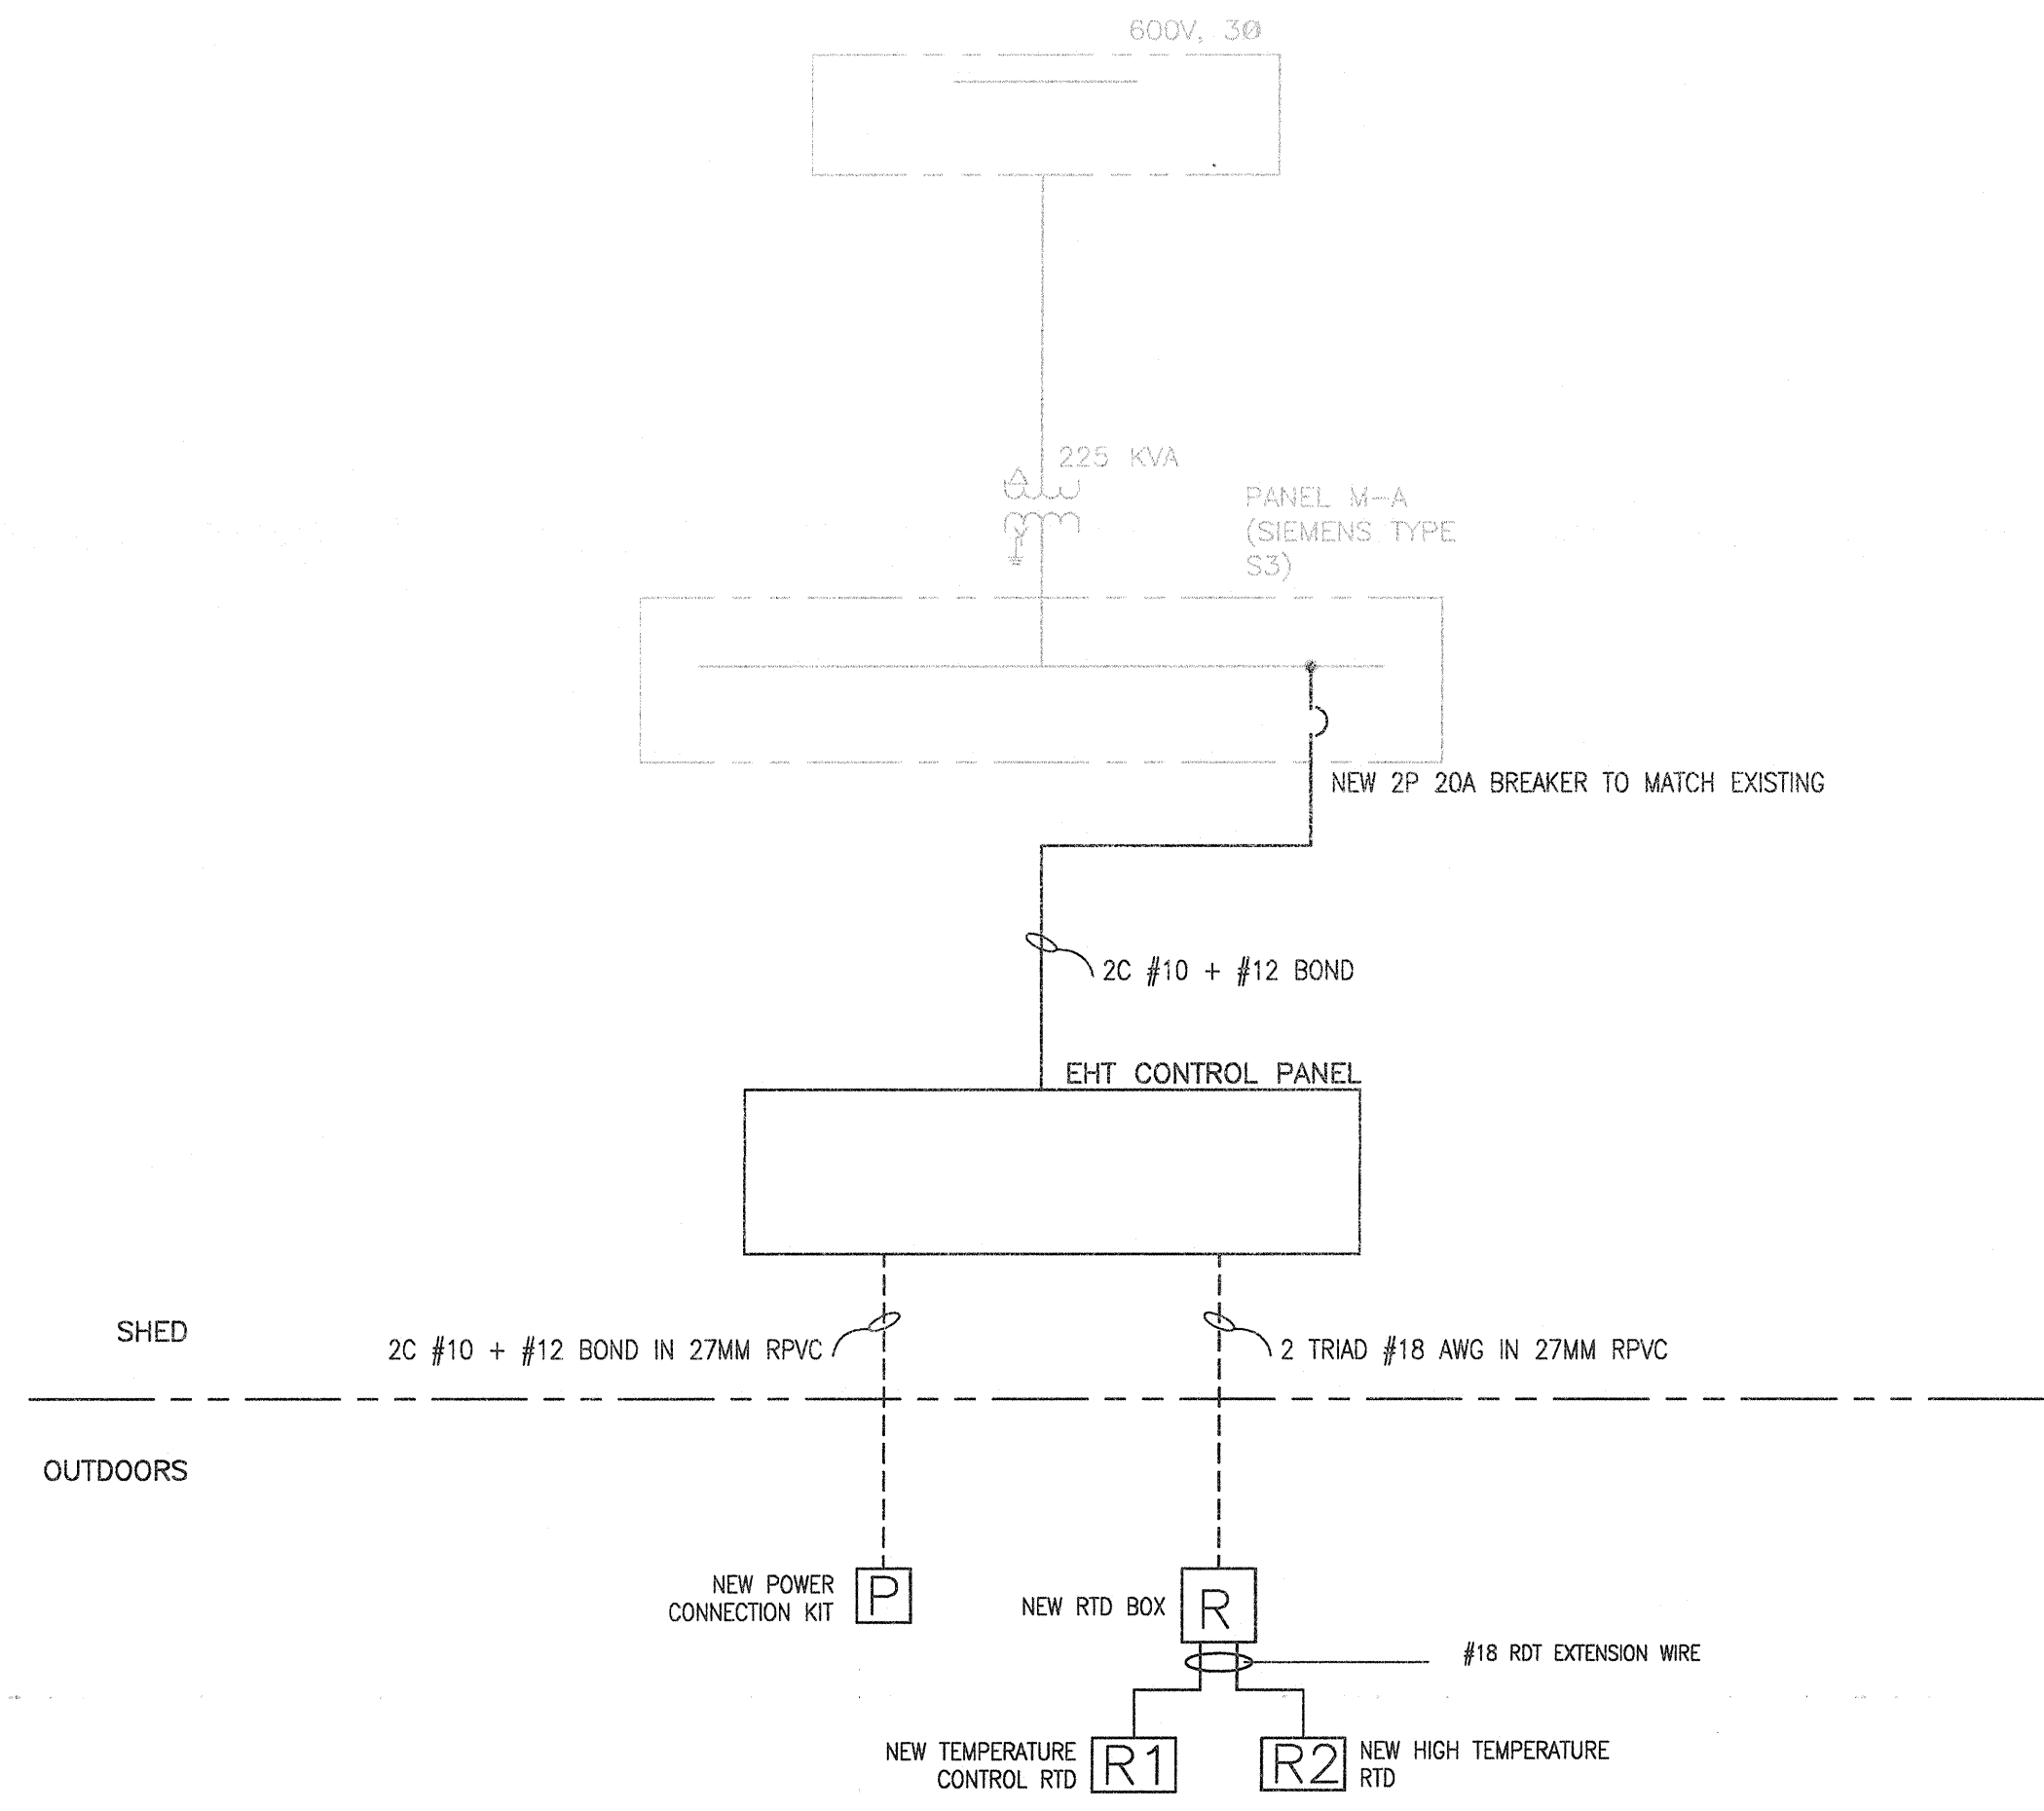 600V, 3Ø
225 KVA
PANEL M-A
(SIEMENS TYPE
S3)
NEW 2P 20A BREAKER TO MATCH EXISTING
2C #10 + #12 BOND
EHT CONTROL PANEL
SHED
2C #10 + #12 BOND IN 27MM RPVC
2 TRIAD #18 AWG IN 27MM RPVC
OUTDOORS
NEW POWER
CONNECTION KIT
P
NEW RTD BOX
R
#18 RDT EXTENSION WIRE
NEW TEMPERATURE
CONTROL RTD
R1
R2
NEW HIGH TEMPERATURE
RTD